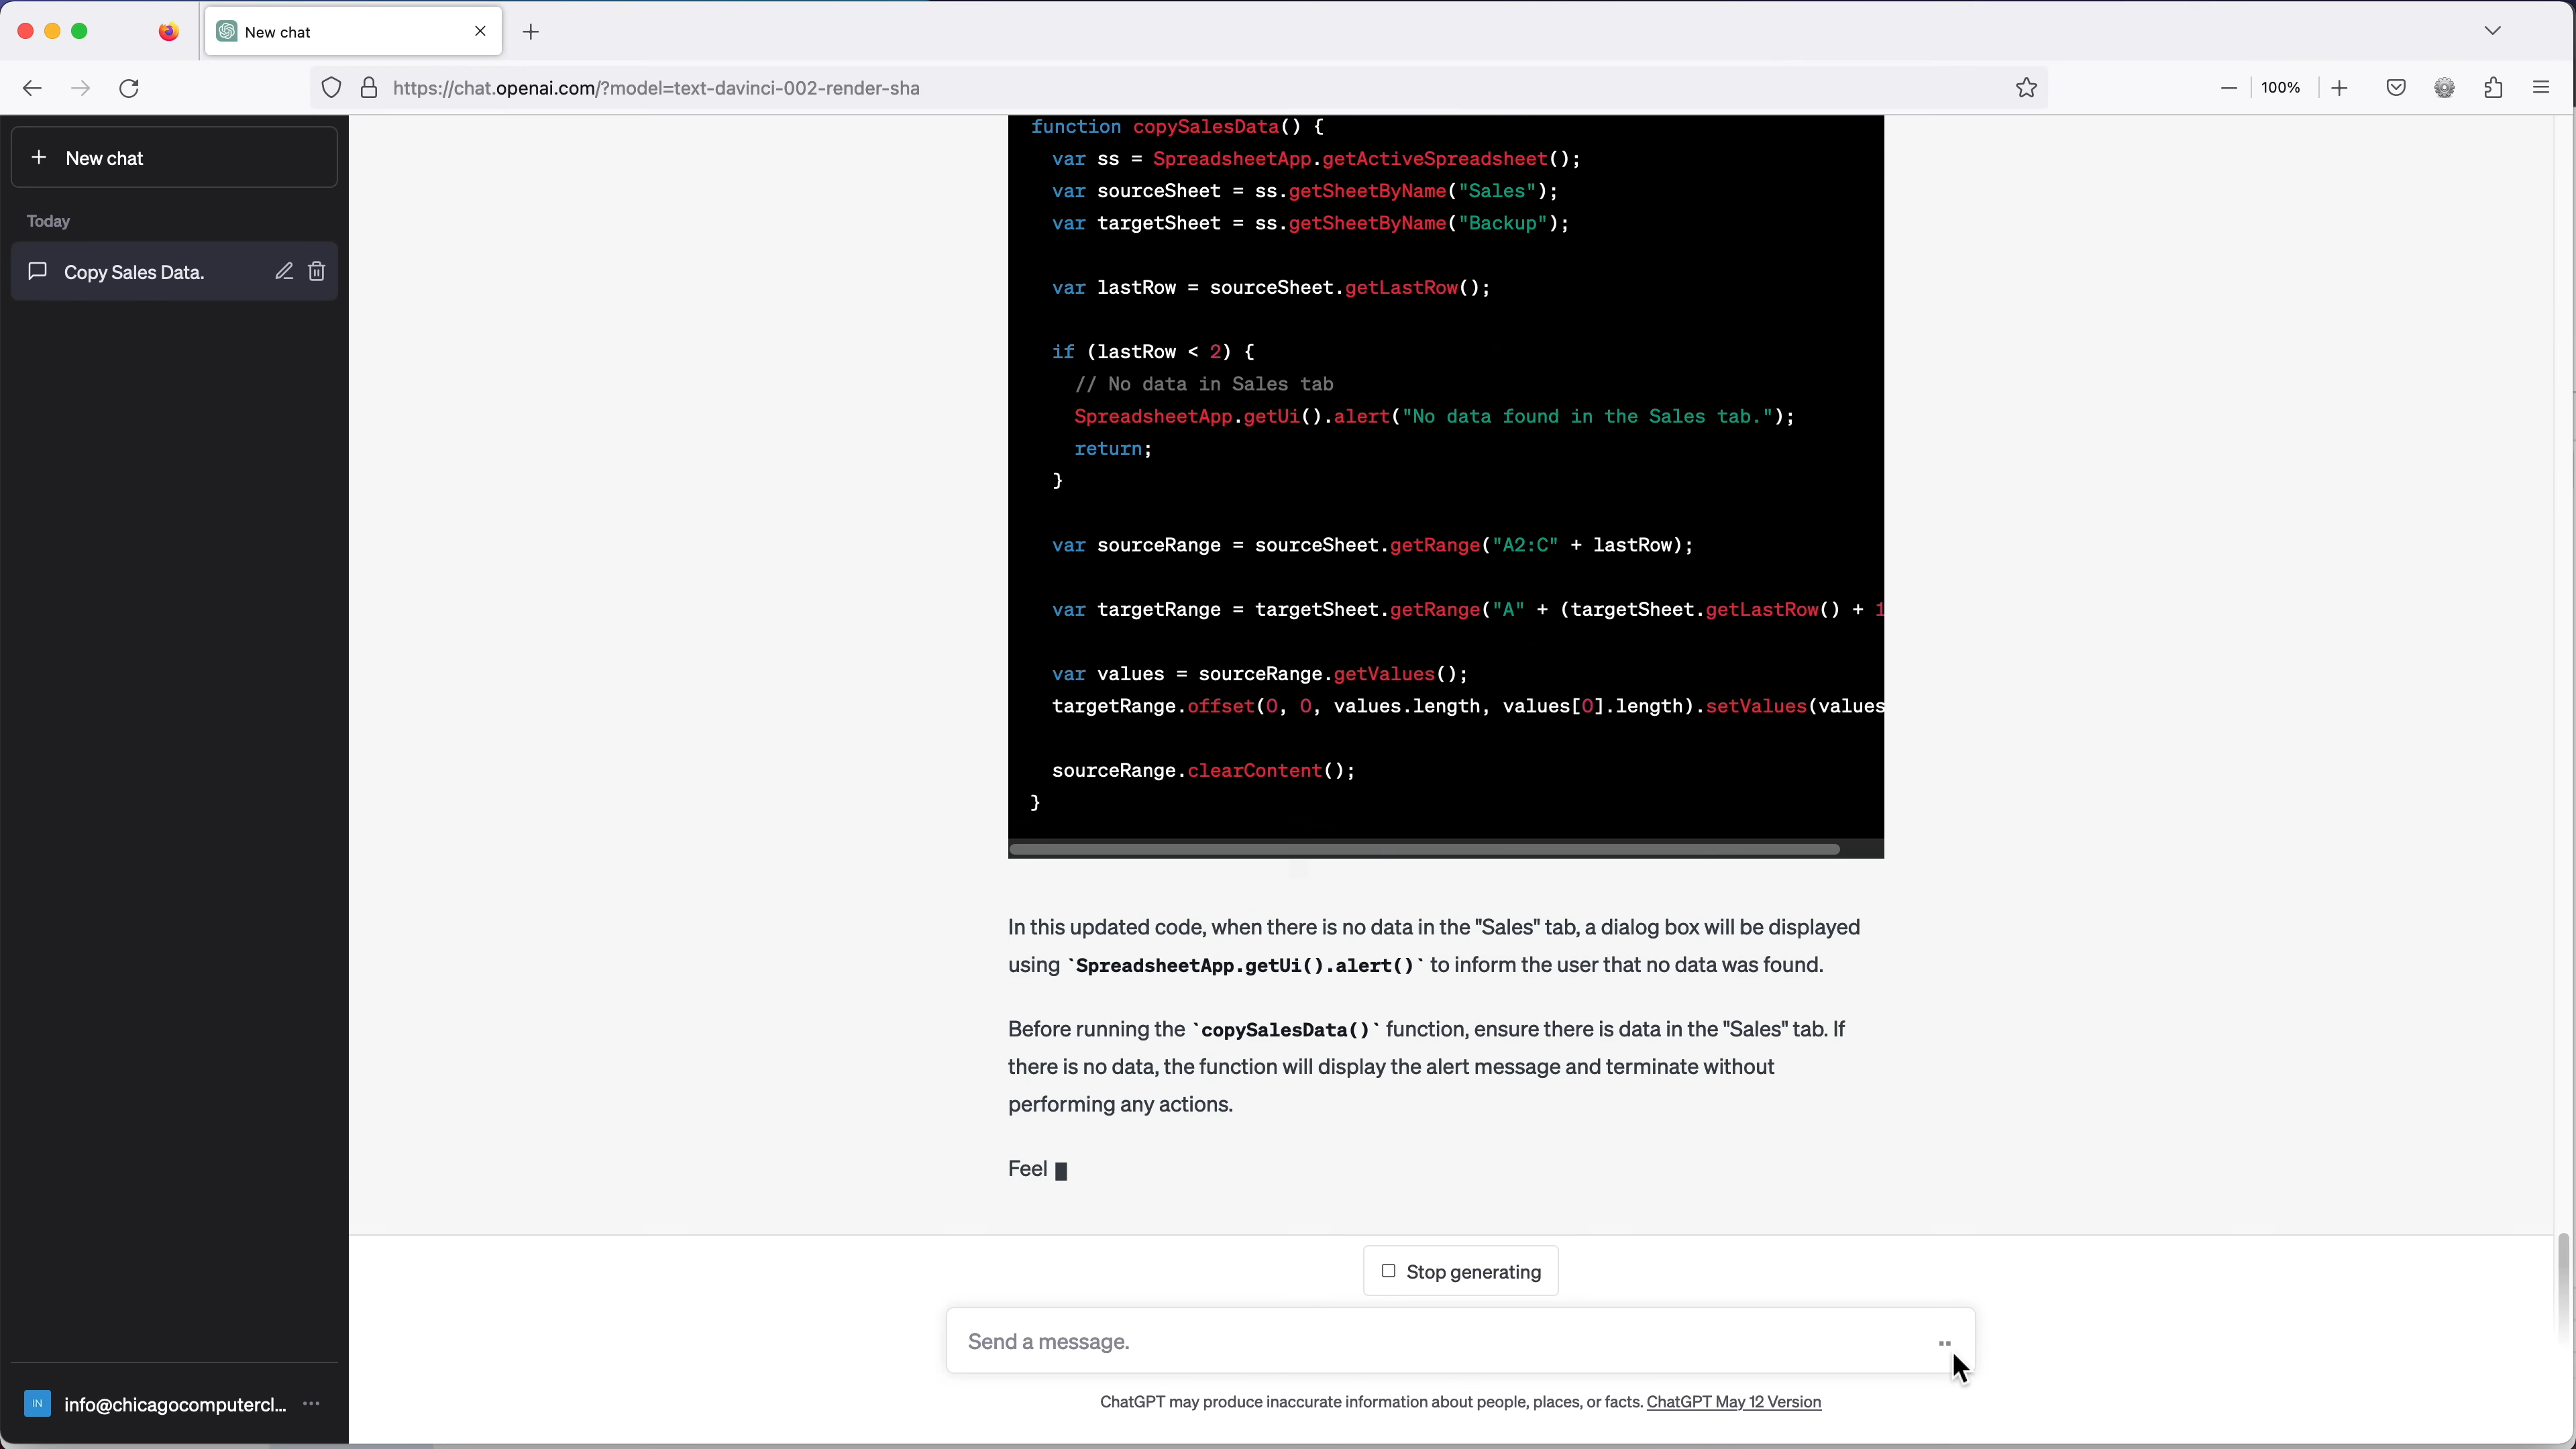 New chat
https://chat.openai.com/?model=text-davinci-002-render-sha
100%
New chat
Today
Copy Sales Data.
function copySalesData() {
var ss = SpreadsheetApp.getActiveSpreadsheet();
var sourceSheet = ss.getSheetByName("Sales");
var targetSheet = ss.getSheetByName("Backup");
var lastRow = sourceSheet.getLastRow();
if (lastRow < 2) {
// No data in Sales tab
SpreadsheetApp.getUi().alert("No data found in the Sales tab.");
return;
}
var sourceRange = sourceSheet.getRange("A2:C" + lastRow);
var targetRange = targetSheet.getRange("A" + (targetSheet.getLastRow() + 1
var values = sourceRange.getValues();
targetRange.offset(0, 0, values.length, values[0].length).setValues(values
sourceRange.clearContent();
}
In this updated code, when there is no data in the "Sales" tab, a dialog box will be displayed
using `SpreadsheetApp.getUi().alert()` to inform the user that no data was found.
Before running the `copySalesData()` function, ensure there is data in the "Sales" tab. If
there is no data, the function will display the alert message and terminate without
performing any actions.
Feel
Stop generating
Send a message.
IN info@chicagocomputercl... ...
ChatGPT may produce inaccurate information about people, places, or facts. ChatGPT May 12 Version